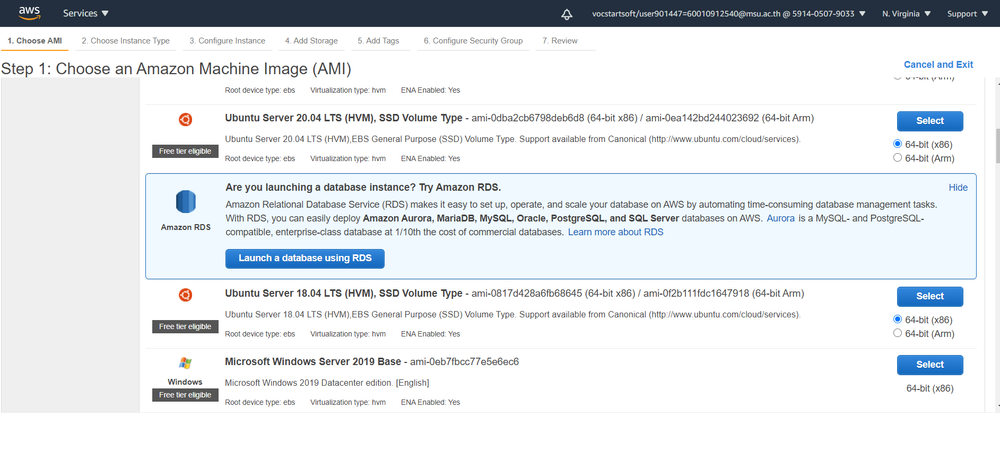 aws Services vocstartsoft/user901447=60010912540@msu.ac.th @ 5914-0507-9033 N. Virginia Support
1. Choose AMI 2. Choose Instance Type 3. Configure Instance 4. Add Storage 5. Add Tags 6. Configure Security Group 7. Review
Step 1: Choose an Amazon Machine Image (AMI)
Cancel and Exit
64-bit (Arm)
Root device type: ebs Virtualization type: hvm ENA Enabled: Yes
Ubuntu Server 20.04 LTS (HVM), SSD Volume Type - ami-0dba2cb6798deb6d8 (64-bit x86) / ami-0ea142bd244023692 (64-bit Arm)
Select
Ubuntu Server 20.04 LTS (HVM),EBS General Purpose (SSD) Volume Type. Support available from Canonical (http://www.ubuntu.com/cloud/services).
Free tier eligible
64-bit (x86)
Root device type: ebs Virtualization type: hvm ENA Enabled: Yes
64-bit (Arm)
Are you launching a database instance? Try Amazon RDS.
Hide
Amazon RDS
Amazon Relational Database Service (RDS) makes it easy to set up, operate, and scale your database on AWS by automating time-consuming database management tasks.
With RDS, you can easily deploy Amazon Aurora, MariaDB, MySQL, Oracle, PostgreSQL, and SQL Server databases on AWS. Aurora is a MySQL- and PostgreSQL-
compatible, enterprise-class database at 1/10th the cost of commercial databases. Learn more about RDS
Launch a database using RDS
Ubuntu Server 18.04 LTS (HVM), SSD Volume Type - ami-0817d428a6fb68645 (64-bit x86) / ami-0f2b111fdc1647918 (64-bit Arm)
Select
Ubuntu Server 18.04 LTS (HVM),EBS General Purpose (SSD) Volume Type. Support available from Canonical (http://www.ubuntu.com/cloud/services).
Free tier eligible
64-bit (x86)
Root device type: ebs Virtualization type: hvm ENA Enabled: Yes
64-bit (Arm)
Microsoft Windows Server 2019 Base - ami-0eb7fbcc77e5e6ec6
Select
Windows
Microsoft Windows 2019 Datacenter edition. [English]
Free tier eligible
64-bit (x86)
Root device type: ebs Virtualization type: hvm ENA Enabled: Yes